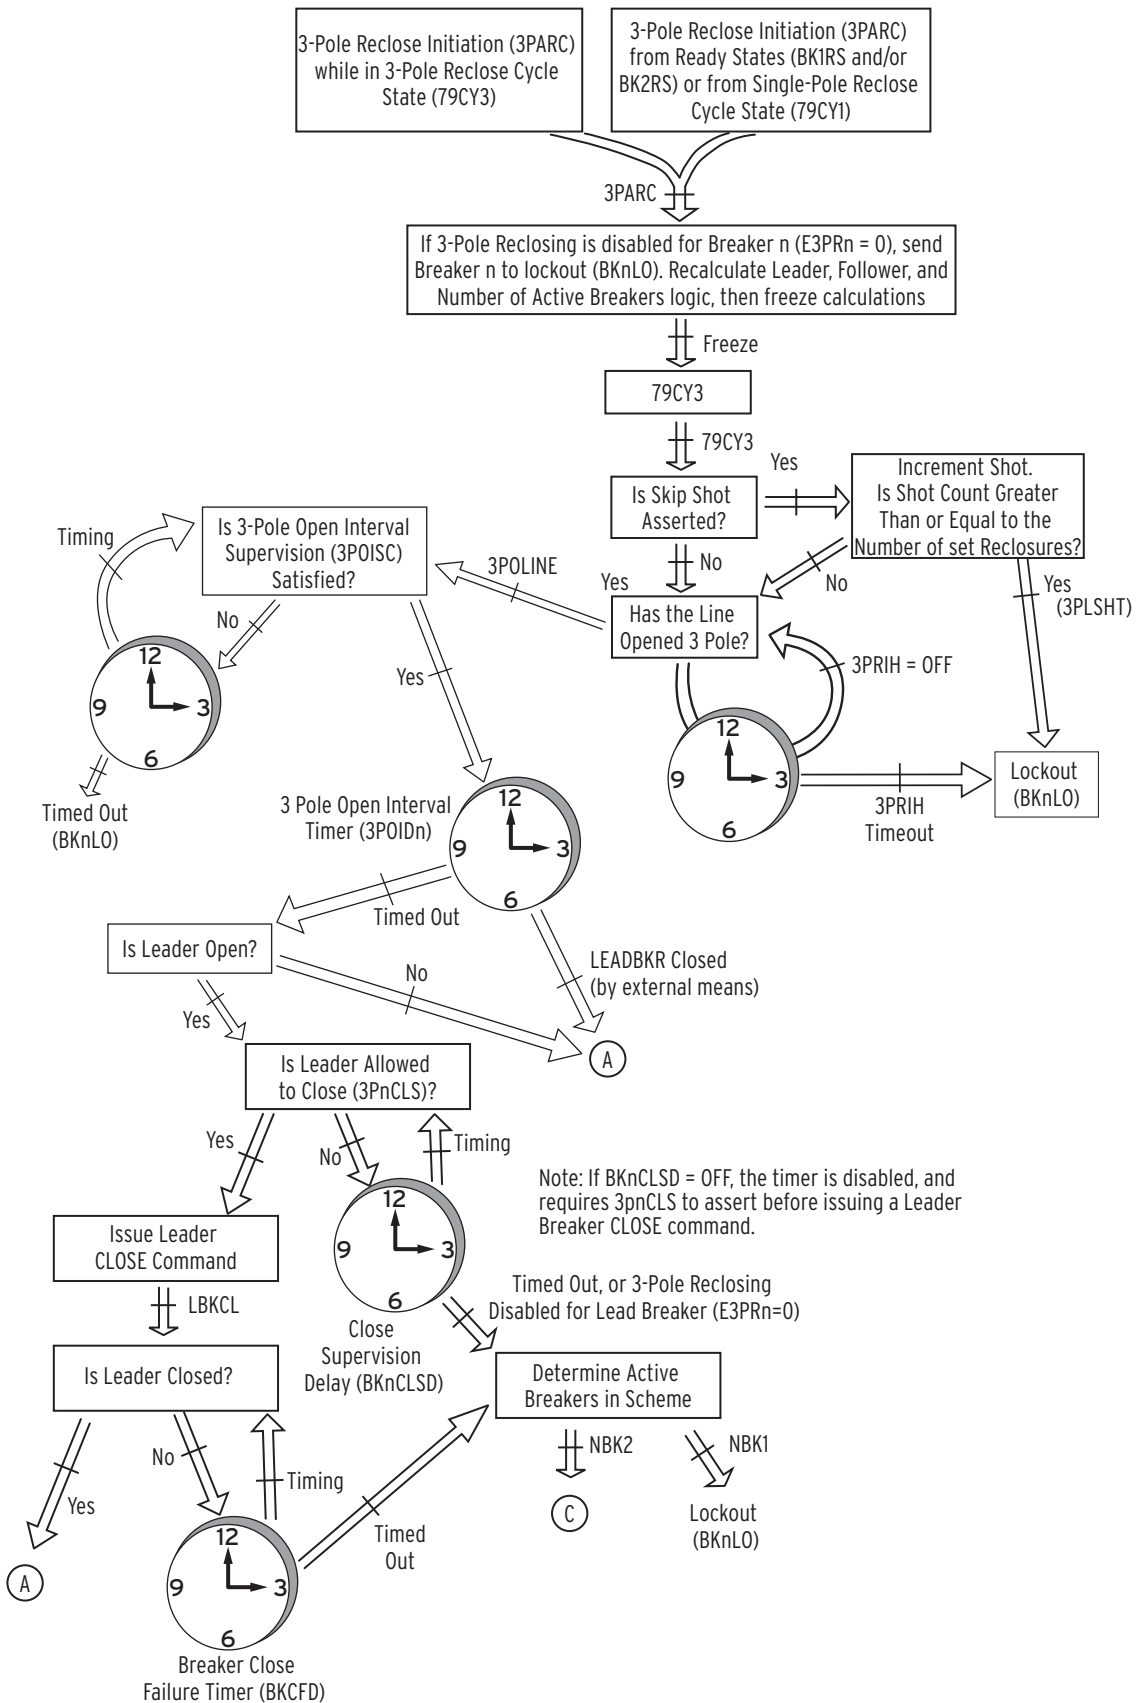 3-Pole Reclose Initiation (3PARC)
while in 3-Pole Reclose Cycle
State (79CY3)
3-Pole Reclose Initiation (3PARC)
from Ready States (BK1RS and/or
BK2RS) or from Single-Pole Reclose
Cycle State (79CY1)
3PARC
If 3-Pole Reclosing is disabled for Breaker n (E3PRn = 0), send
Breaker n to lockout (BKnLO). Recalculate Leader, Follower, and
Number of Active Breakers logic, then freeze calculations
Freeze
79CY3
79CY3
Is Skip Shot
Asserted?
Yes
Increment Shot.
Is Shot Count Greater
Than or Equal to the
Number of set Reclosures?
No
No
Yes
(3PLSHT)
Has the Line
Opened 3 Pole?
Yes
3POLINE
Is 3-Pole Open Interval
Supervision (3POISC)
Satisfied?
Timing
No
12
3
6
9
Timed Out
(BKnLO)
Yes
3PRIH = OFF
12
3
6
9
3PRIH
Timeout
Lockout
(BKnLO)
3 Pole Open Interval
Timer (3POIDn)
12
3
6
9
Timed Out
LEADBKR Closed
(by external means)
Is Leader Open?
No
A
Yes
Is Leader Allowed
to Close (3PnCLS)?
Yes
No
Timing
12
3
6
9
Close
Supervision
Delay (BKnCLSD)
Note: If BKnCLSD = OFF, the timer is disabled, and
requires 3pnCLS to assert before issuing a Leader
Breaker CLOSE command.
Timed Out, or 3-Pole Reclosing
Disabled for Lead Breaker (E3PRn=0)
Issue Leader
CLOSE Command
LBKCL
Is Leader Closed?
Yes
A
No
Timing
12
3
6
9
Breaker Close
Failure Timer (BKCFD)
Timed
Out
Determine Active
Breakers in Scheme
NBK2
C
NBK1
Lockout
(BKnLO)